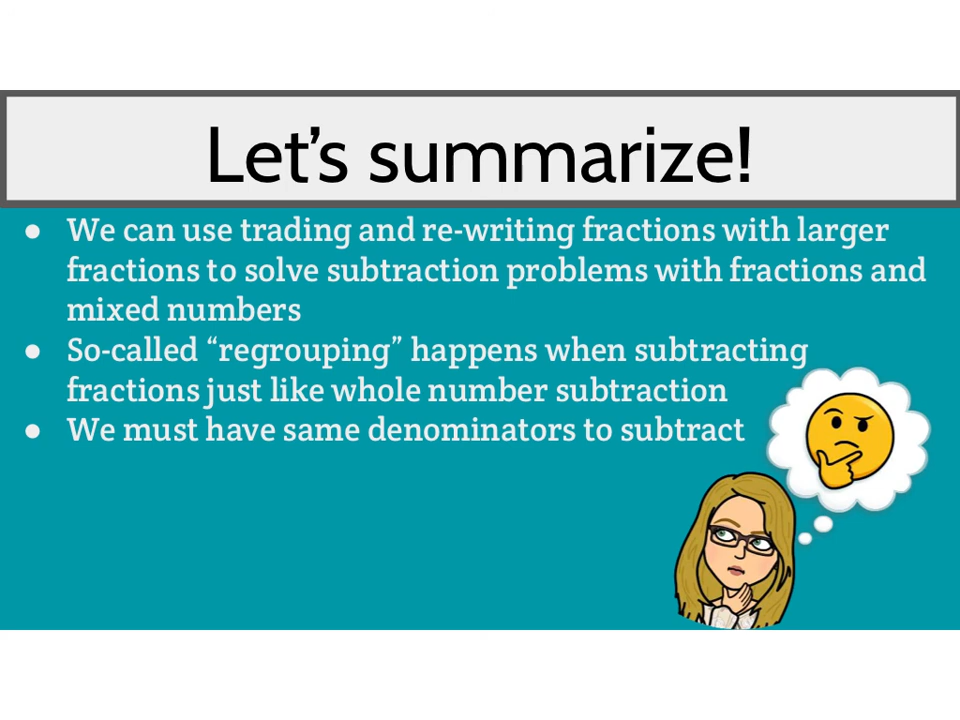 Let's summarize!
● We can use trading and re-writing fractions with larger
fractions to solve subtraction problems with fractions and
mixed numbers
● So-called “regrouping” happens when subtracting
fractions just like whole number subtraction
● We must have same denominators to subtract